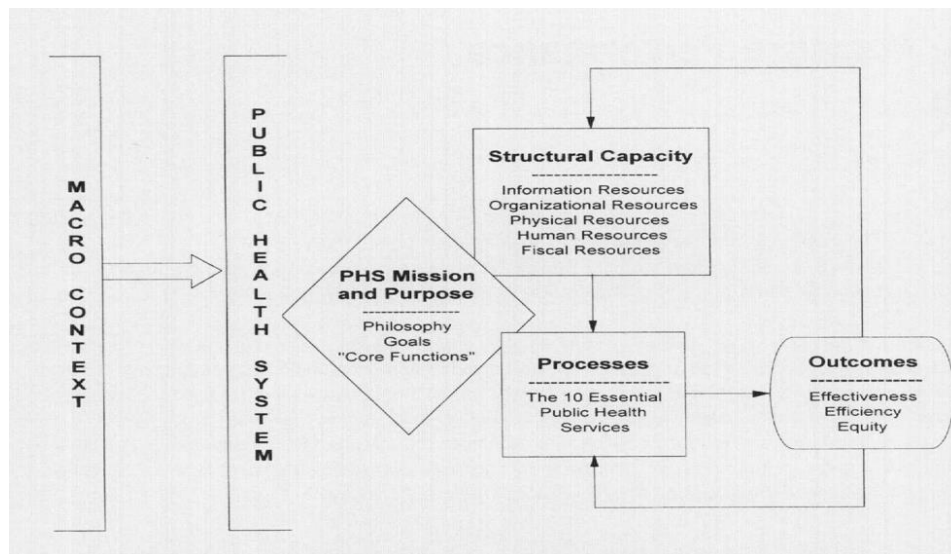 MACRO CONTEXT
PUBLIC HEALTH SYSTEM
PHS Mission
and Purpose
Philosophy
Goals
"Core Functions"
Structural Capacity
Information Resources
Organizational Resources
Physical Resources
Human Resources
Fiscal Resources
Processes
The 10 Essential
Public Health
Services
Outcomes
Effectiveness
Efficiency
Equity